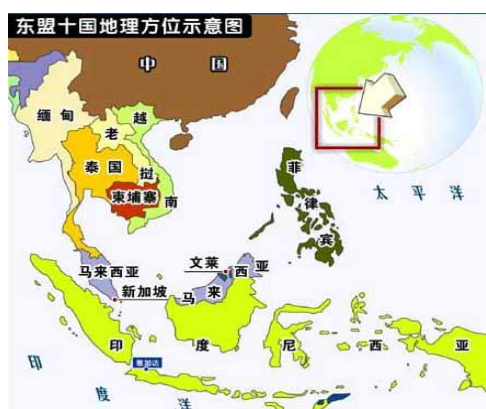 东盟十国地理方位示意图
中国
缅甸
老挝
越南
泰国
柬埔寨
菲律宾
太平洋
文莱
马来西亚
马来西亚
新加坡
印度尼西亚
雅加达
印度洋